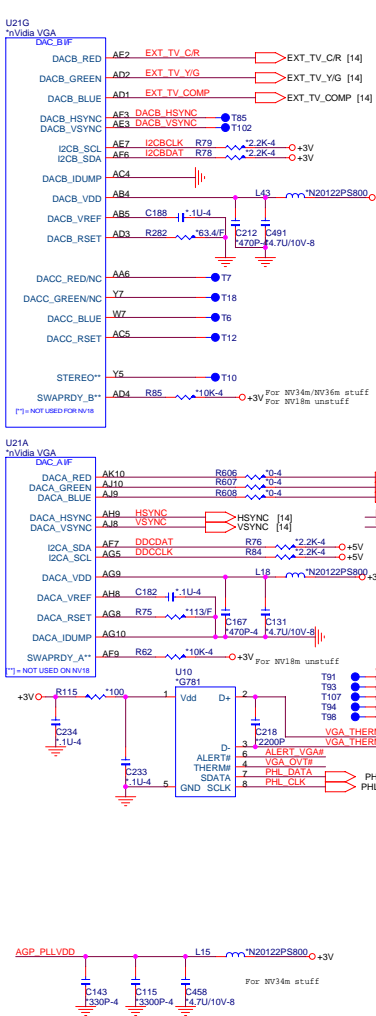 U21G
*nVidia VGA
DAC_B I/F
DACB_RED AE2 EXT_TV_C/R EXT_TV_C/R [14]
DACB_GREEN AD2 EXT_TV_Y/G EXT_TV_Y/G [14]
DACB_BLUE AD1 EXT_TV_COMP EXT_TV_COMP [14]
DACB_HSYNC AF3 DACB_HSYNC T85
DACB_VSYNC AE3 DACB_VSYNC T102
I2CB_SCL AE7 I2CBCLK R79 *2.2K-4 +3V
I2CB_SDA AF6 I2CBDAT R78 *2.2K-4 +3V
DACB_IDUMP AC4
DACB_VDD AB4 L43 *N20122PS800
DACB_VREF AB5 C188 *.1U-4
DACB_RSET AD3 R282 *63.4/F C212 C491
*470P-4 *4.7U/10V-8
DACC_RED/NC AA6 T7
DACC_GREEN/NC Y7 T18
DACC_BLUE W7 T6
DACC_RSET AC5 T12
STEREO** Y5 T10
SWAPRDY_B** AD4 R85 *10K-4 +3V For NV34m/NV36m stuff
For NV18m unstuff
[**] = NOT USED FOR NV18
U21A
*nVidia VGA
DAC_A I/F
DACA_RED AK10 R606 *0-4
DACA_GREEN AJ10 R607 *0-4
DACA_BLUE AJ9 R608 *0-4
DACA_HSYNC AH9 HSYNC HSYNC [14]
DACA_VSYNC AJ8 VSYNC VSYNC [14]
I2CA_SDA AF7 DDCDAT R76 *2.2K-4 +5V
I2CA_SCL AG5 DDCCLK R84 *2.2K-4 +5V
DACA_VDD AG9 L18 *N20122PS800 +3
DACA_VREF AH8 C182 *.1U-4
DACA_RSET AG8 R75 *113/F C167 C131
DACA_IDUMP AG10 *470P-4 *4.7U/10V-8
SWAPRDY_A** AF9 R62 *10K-4 +3V For NV18m unstuff
[**] = NOT USED ON NV18
U10
*G781
T91
T93
T107
T94
T98
+3V R115 *100 1 Vdd D+ 2
C234
*.1U-4
C218
*2200P
VGA_THER
D- 3 VGA_THER
ALERT# 6 ALERT_VGA#
THERM# 4 VGA_OVT#
SDATA 7 PHL_DATA PH
5 GND SCLK 8 PHL_CLK PHL
C233
*.1U-4
AGP_PLLVDD L15 *N20122PS800 +3V
For NV34m stuff
C143 C115 C458
*330P-4 *3300P-4 *4.7U/10V-8